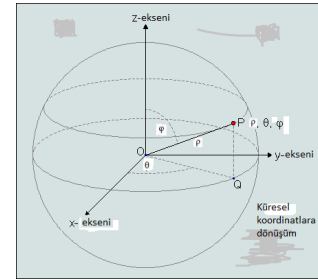 Z-ekseni
P ρ, θ, φ
φ
ρ
O
θ
y-ekseni
Q
x- ekseni
Küresel
koordinatlara
dönüşüm